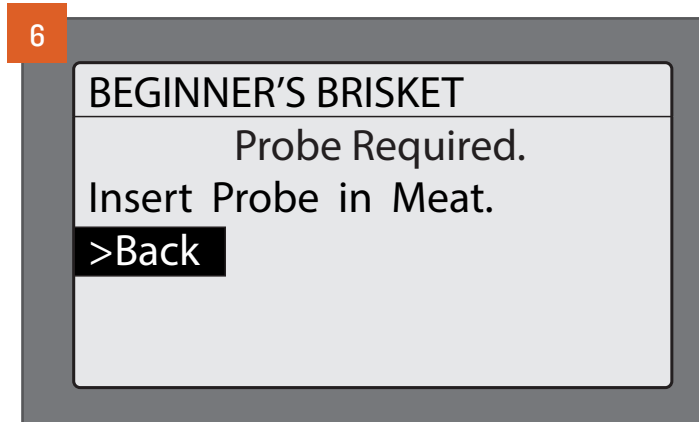 6
BEGINNER'S BRISKET
Probe Required.
Insert Probe in Meat.
>Back